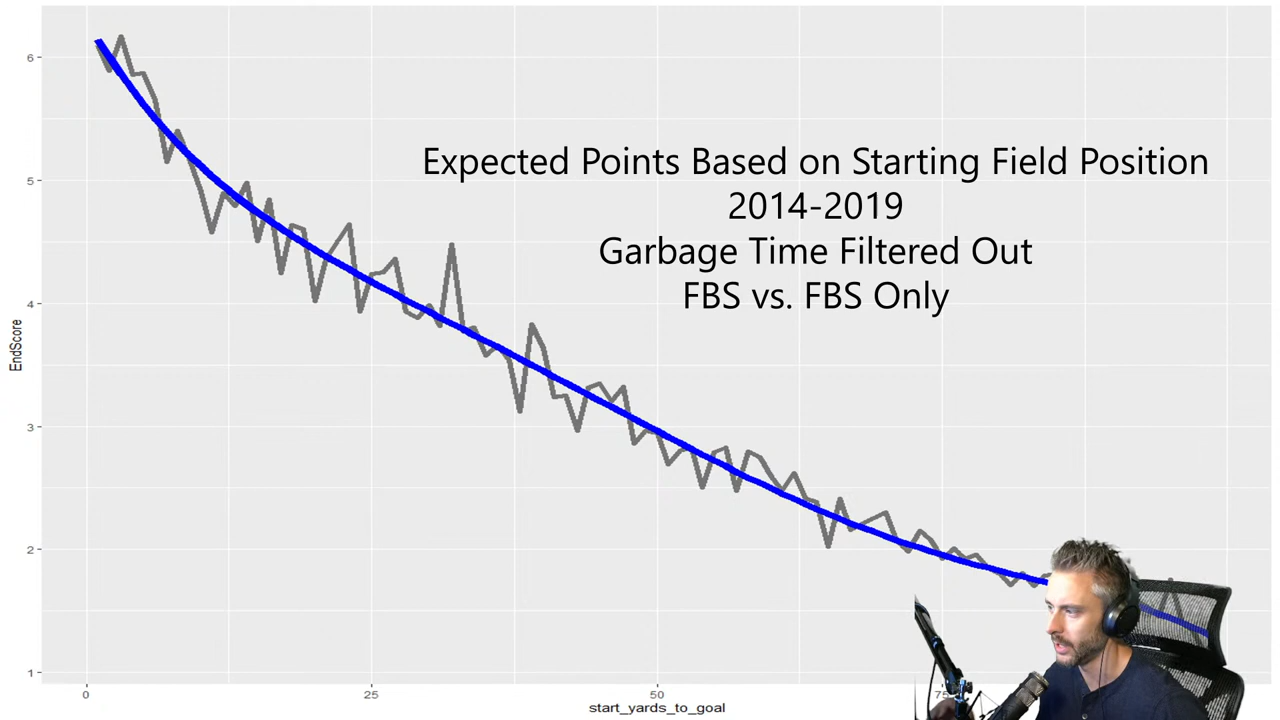 Expected Points Based on Starting Field Position
2014-2019
Garbage Time Filtered Out
FBS vs. FBS Only
6
5
4
3
2
1
EndScore
0
25
50
75
start_yards_to_goal